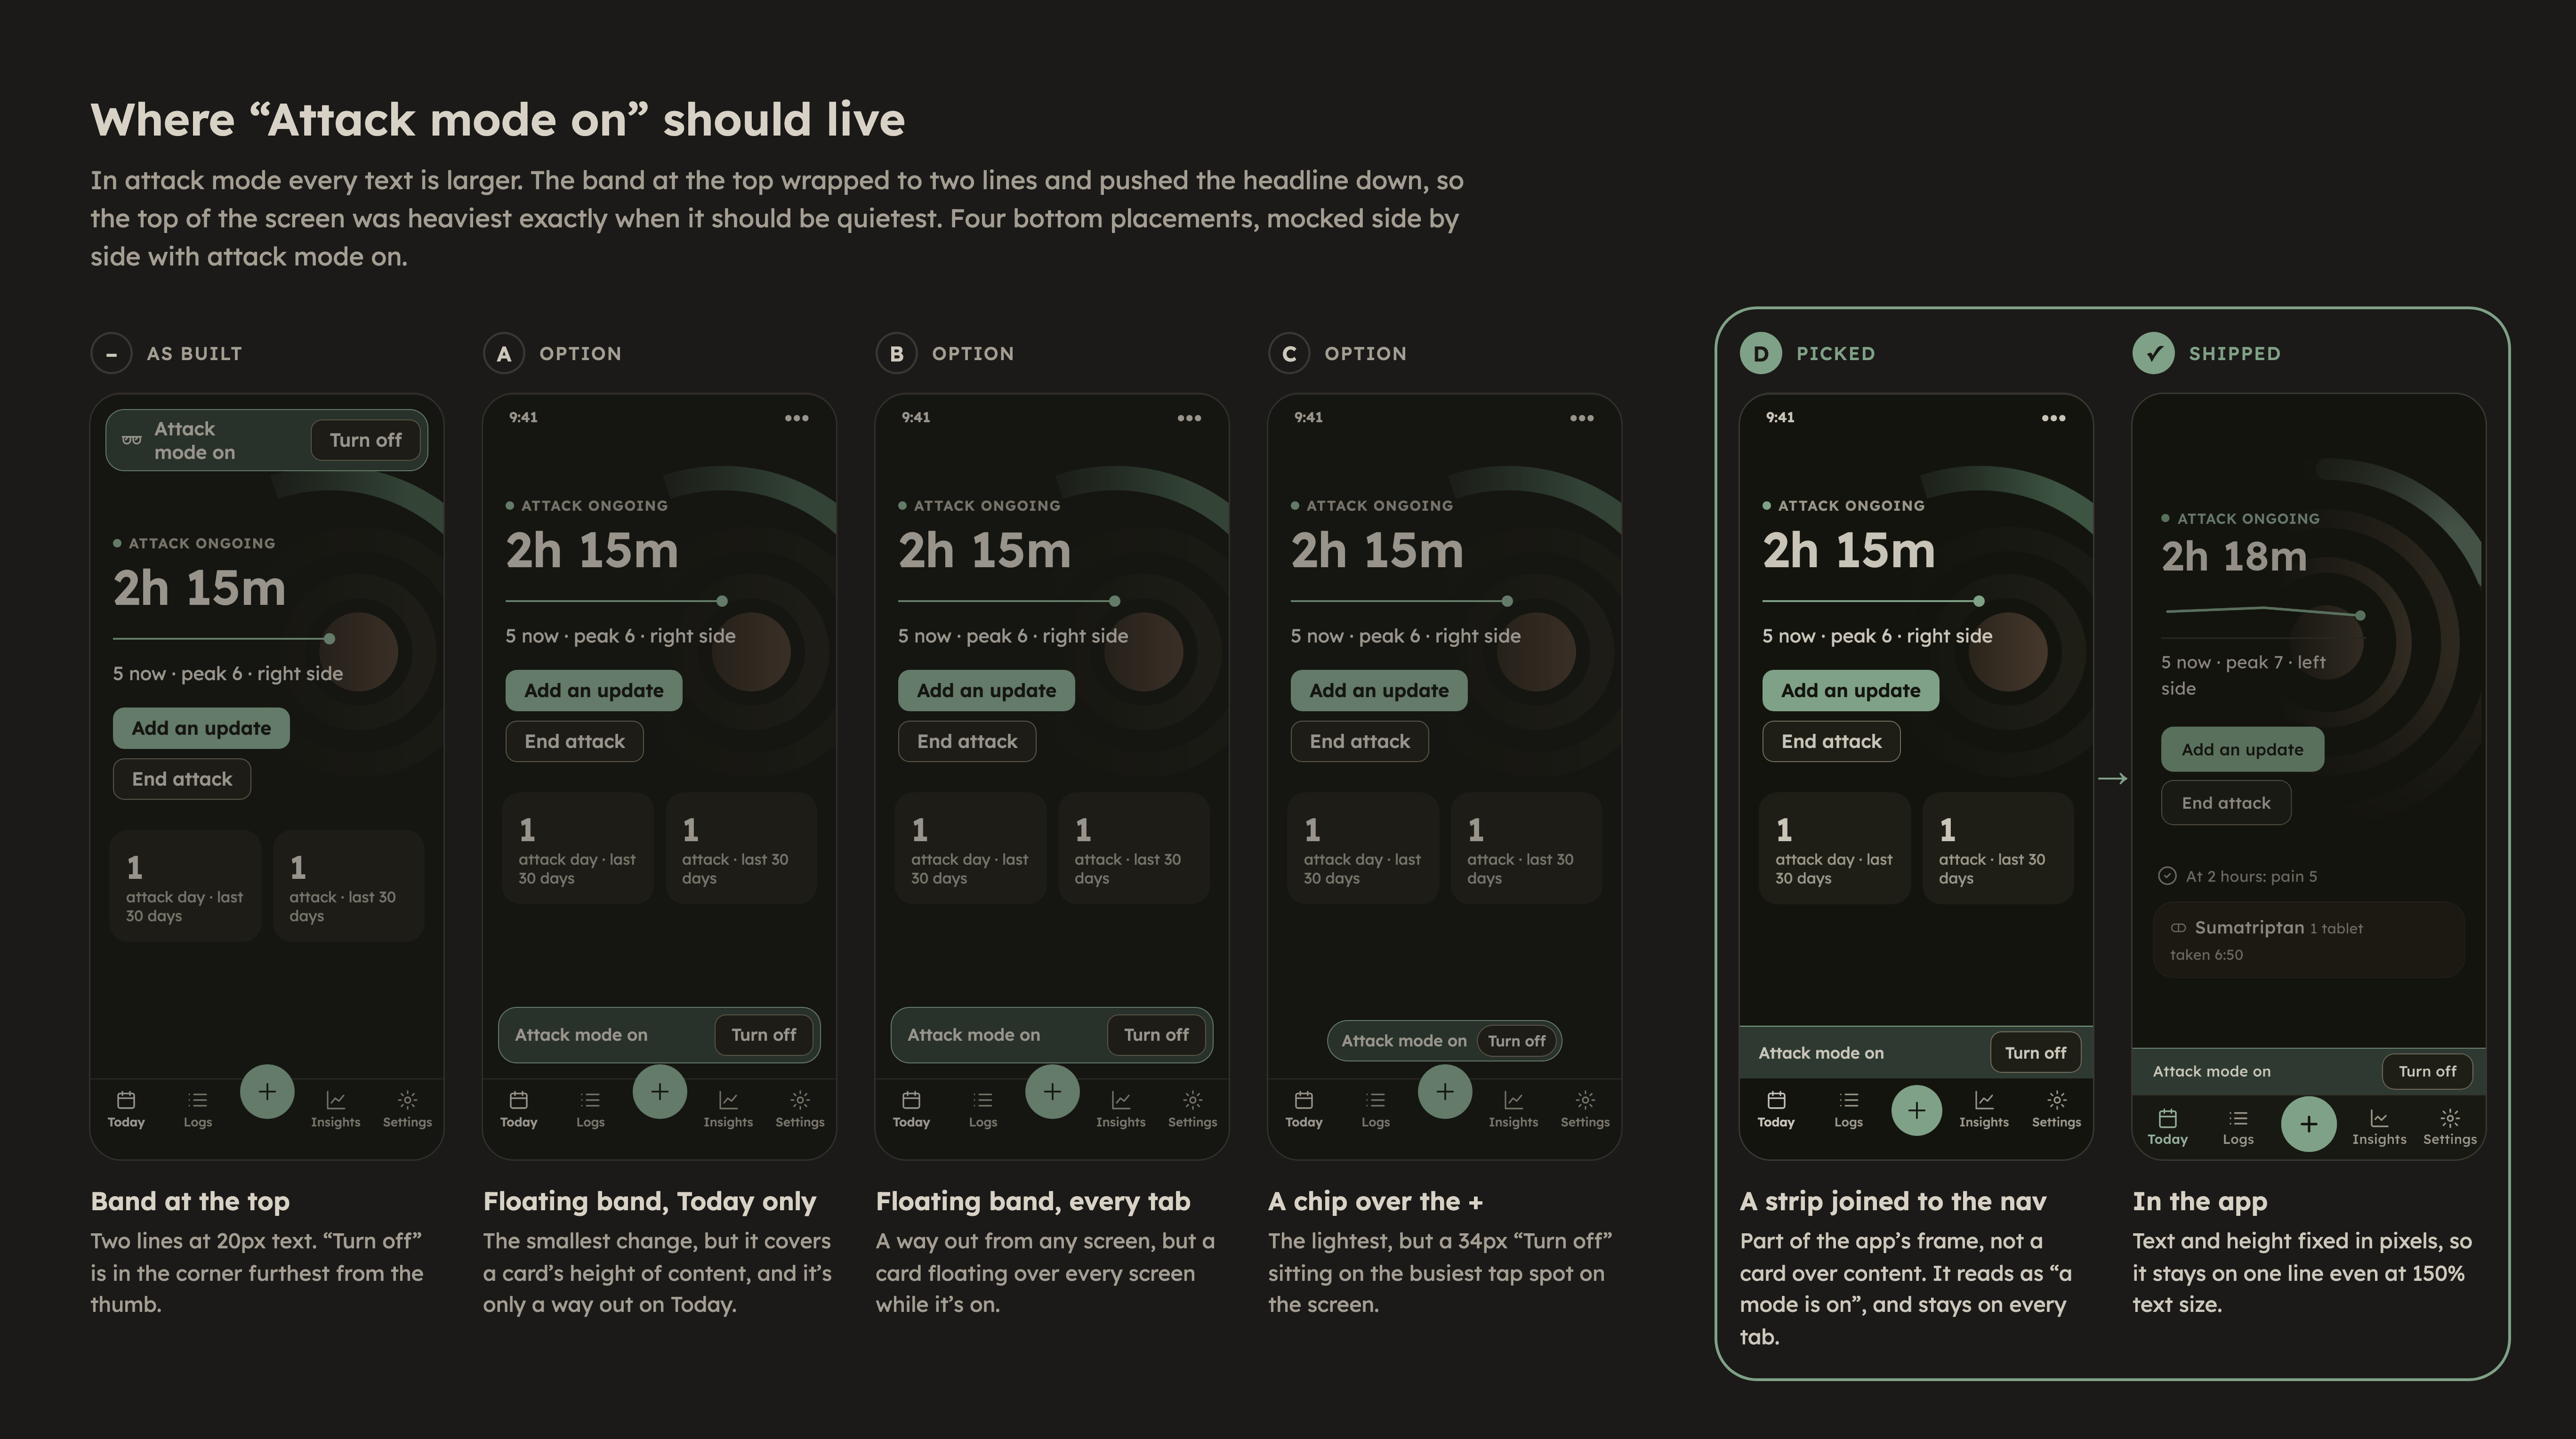 Where “Attack mode on” should live
In attack mode every text is larger. The band at the top wrapped to two lines and pushed the headline down, so
the top of the screen was heaviest exactly when it should be quietest. Four bottom placements, mocked side by
side with attack mode on.
– AS BUILT
Attack
mode on
Turn off
ATTACK ONGOING
2h 15m
5 now · peak 6 · right side
Add an update
End attack
1
attack day · last
30 days
1
attack · last 30
days
+
Today
Logs
Insights
Settings
Band at the top
Two lines at 20px text. “Turn off”
is in the corner furthest from the
thumb.
A OPTION
9:41
ATTACK ONGOING
2h 15m
5 now · peak 6 · right side
Add an update
End attack
1
attack day · last
30 days
1
attack · last 30
days
Attack mode on
Turn off
+
Today
Logs
Insights
Settings
Floating band, Today only
The smallest change, but it covers
a card’s height of content, and it’s
only a way out on Today.
B OPTION
9:41
ATTACK ONGOING
2h 15m
5 now · peak 6 · right side
Add an update
End attack
1
attack day · last
30 days
1
attack · last 30
days
Attack mode on
Turn off
+
Today
Logs
Insights
Settings
Floating band, every tab
A way out from any screen, but a
card floating over every screen
while it’s on.
C OPTION
9:41
ATTACK ONGOING
2h 15m
5 now · peak 6 · right side
Add an update
End attack
1
attack day · last
30 days
1
attack · last 30
days
Attack mode on
Turn off
+
Today
Logs
Insights
Settings
A chip over the +
The lightest, but a 34px “Turn off”
sitting on the busiest tap spot on
the screen.
D PICKED
9:41
ATTACK ONGOING
2h 15m
5 now · peak 6 · right side
Add an update
End attack
1
attack day · last
30 days
1
attack · last 30
days
Attack mode on
Turn off
+
Today
Logs
Insights
Settings
A strip joined to the nav
Part of the app’s frame, not a
card over content. It reads as “a
mode is on”, and stays on every
tab.
→
✓ SHIPPED
ATTACK ONGOING
2h 18m
5 now · peak 7 · left
side
Add an update
End attack
At 2 hours: pain 5
Sumatriptan 1 tablet
taken 6:50
Attack mode on
Turn off
+
Today
Logs
Insights
Settings
In the app
Text and height fixed in pixels, so
it stays on one line even at 150%
text size.